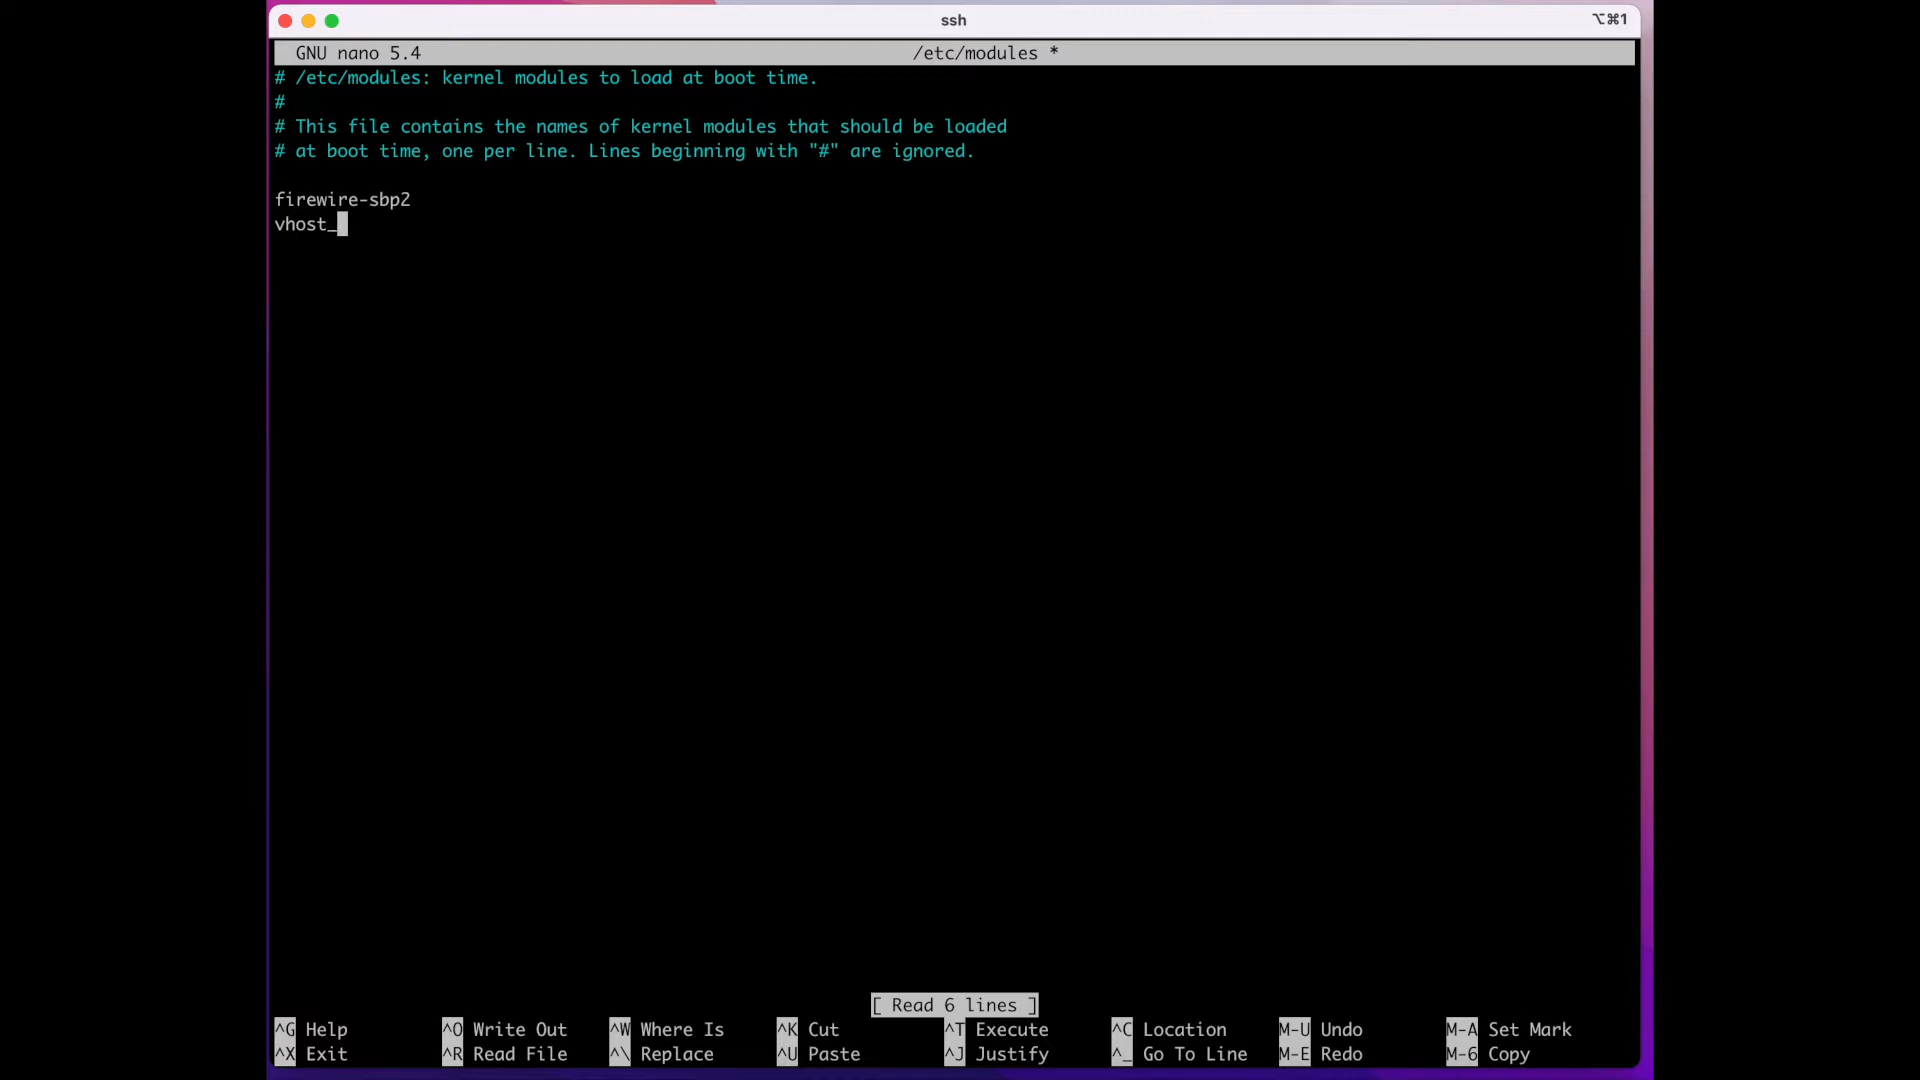 ssh
⌥⌘1
GNU nano 5.4 /etc/modules *
# /etc/modules: kernel modules to load at boot time.
#
# This file contains the names of kernel modules that should be loaded
# at boot time, one per line. Lines beginning with "#" are ignored.
firewire-sbp2
vhost_
[ Read 6 lines ]
^G Help ^O Write Out ^W Where Is ^K Cut ^T Execute ^C Location M-U Undo M-A Set Mark
^X Exit ^R Read File ^\ Replace ^U Paste ^J Justify ^_ Go To Line M-E Redo M-6 Copy